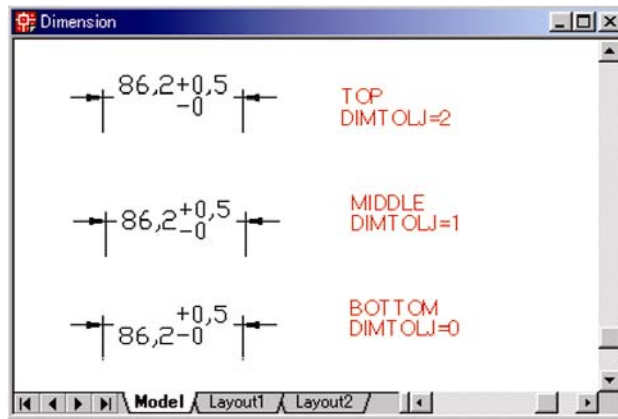 Dimension
86,2+0,5
-0
TOP
DIMTOLJ=2
86,2+0,5
-0
MIDDLE
DIMTOLJ=1
+0,5
86,2-0
BOTTOM
DIMTOLJ=0
Model Layout1 Layout2